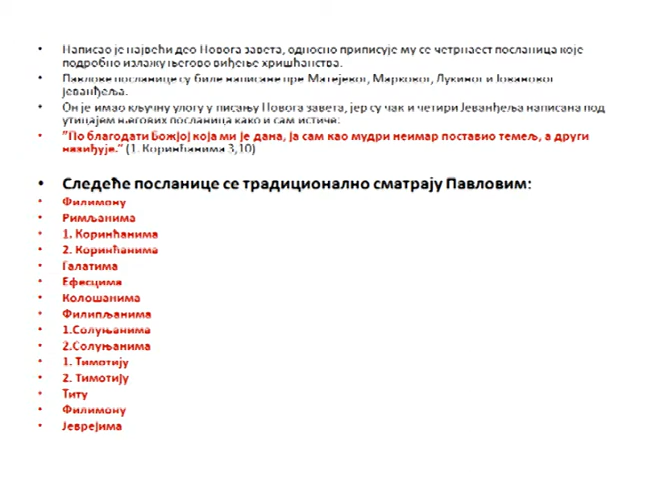 • Написао је највећи део Новога завета, односно приписује му се четрнаест посланица које
подробно излажу његово виђење хришћанства.
• Павлове посланице су биле написане пре Матејевог, Марковог, Лукиног и Јовановог
јеванђеља.
• Он је имао кључну улогу у писању Новога завета, јер су чак и четири Јеванђеља написана под
утицајем његових посланица како и сам истиче:
• "По благодати Божјој која ми је дана, ја сам као мудри неимар поставио темељ, а други
назиђује." (1. Коринћанима 3,10)
• Следеће посланице се традиционално сматрају Павловим:
• Филимону
• Римљанима
• 1. Коринћанима
• 2. Коринћанима
• Галатима
• Ефесцима
• Колошанима
• Филипљанима
• 1.Солуњанима
• 2.Солуњанима
• 1. Тимотију
• 2. Тимотију
• Титу
• Филимону
• Јеврејима